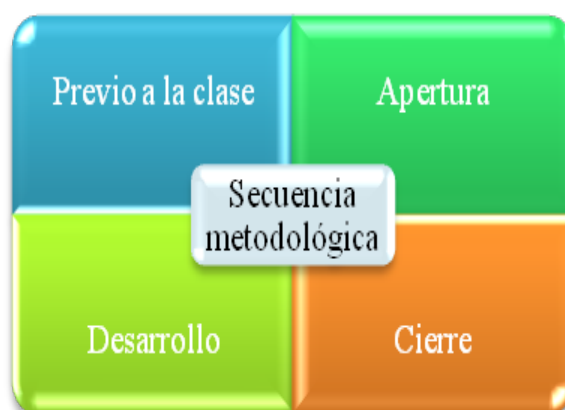 Previo a la clase
Apertura
Secuencia
metodológica
Desarrollo
Cierre